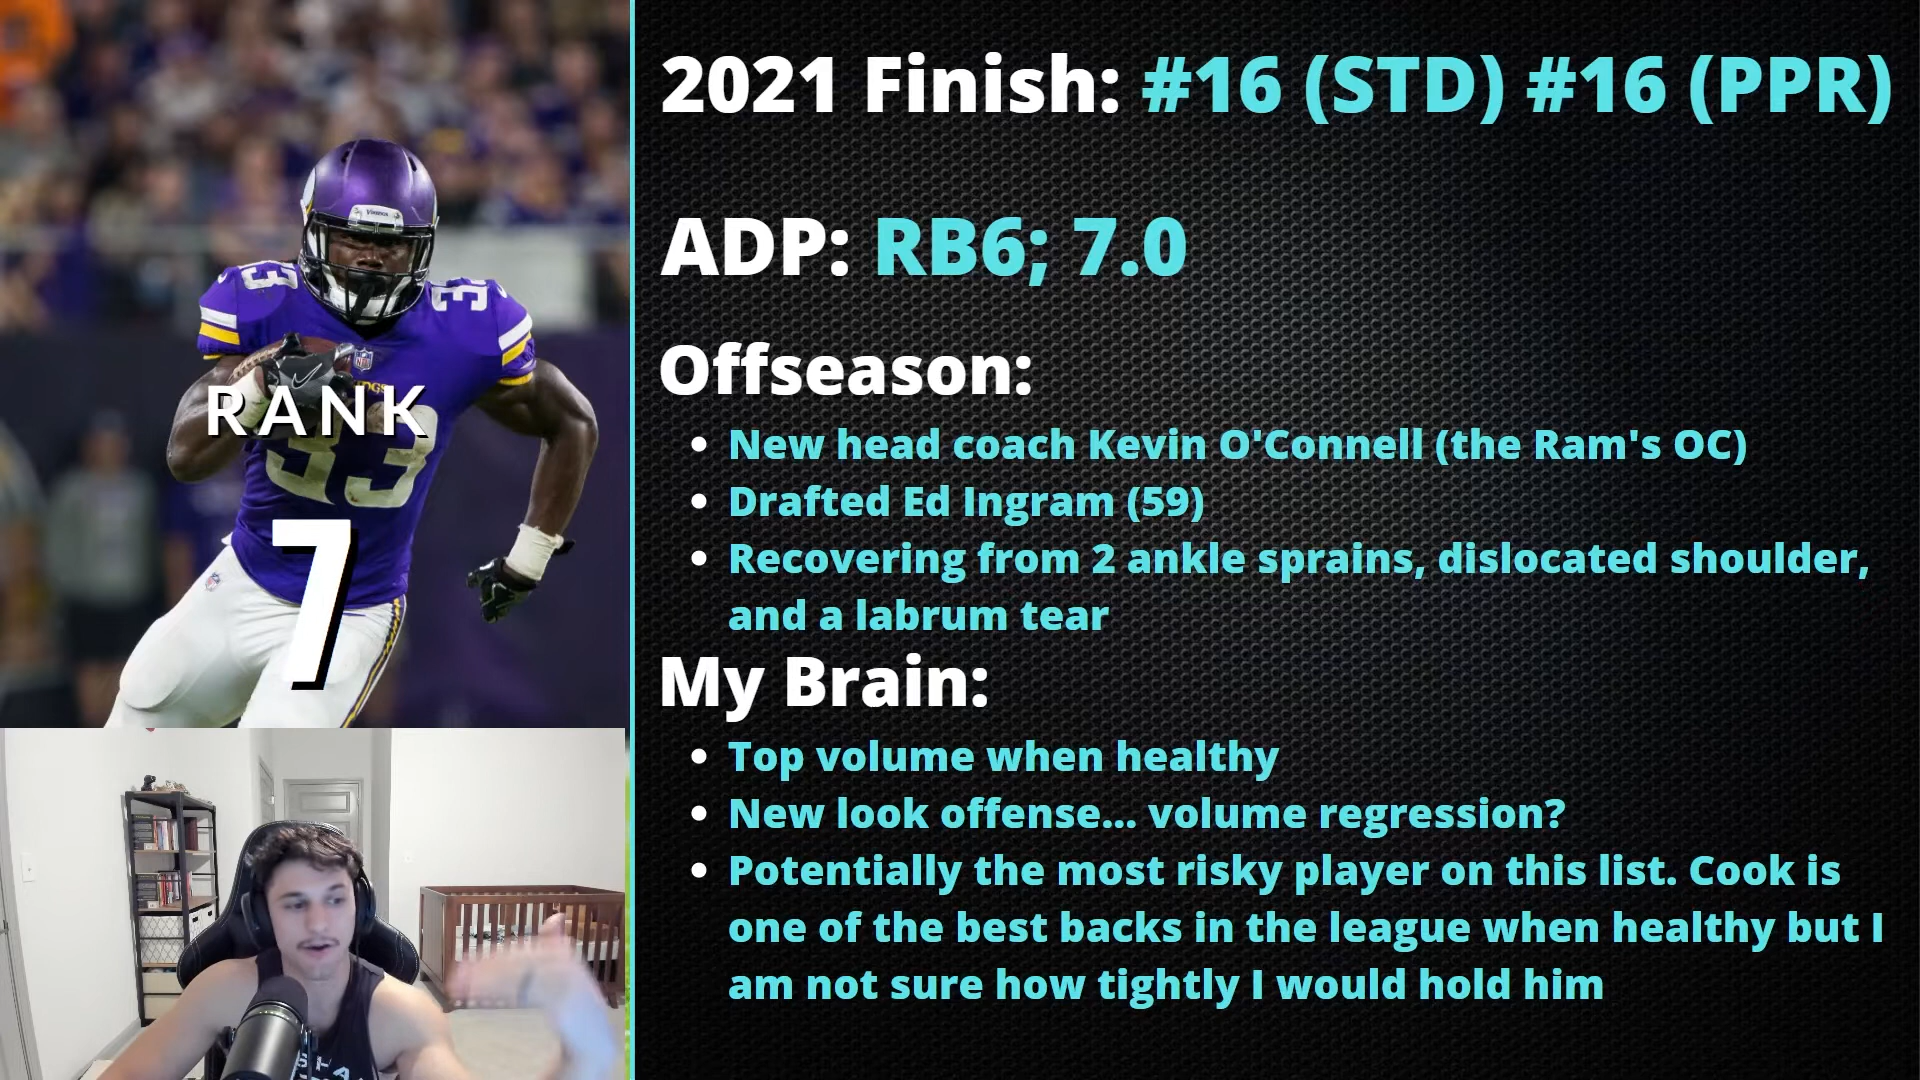 2021 Finish: #16 (STD) #16 (PPR)
ADP: RB6; 7.0
Offseason:
New head coach Kevin O'Connell (the Ram's OC)
Drafted Ed Ingram (59)
Recovering from 2 ankle sprains, dislocated shoulder,
and a labrum tear
My Brain:
Top volume when healthy
New look offense... volume regression?
Potentially the most risky player on this list. Cook is
one of the best backs in the league when healthy but I
am not sure how tightly I would hold him
RANK
7
33
33